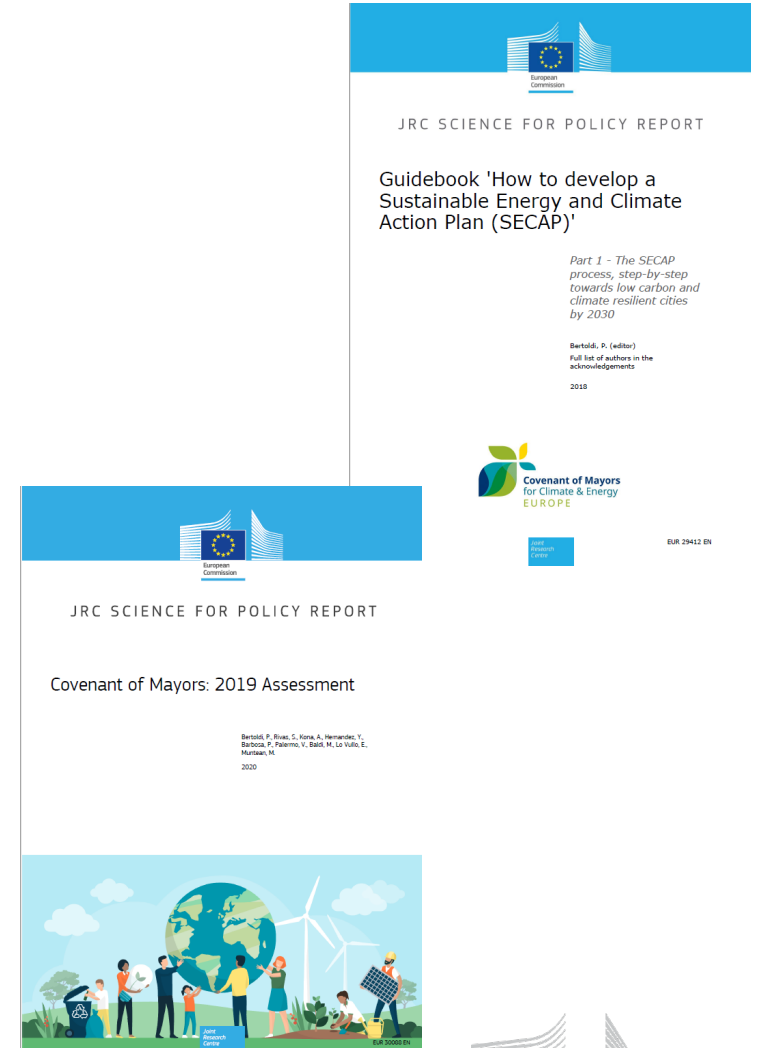 European
Commission
JRC SCIENCE FOR POLICY REPORT
Guidebook 'How to develop a
Sustainable Energy and Climate
Action Plan (SECAP)'
Part 1 - The SECAP
process, step-by-step
towards low carbon and
climate resilient cities
by 2030
Bertoldi, P. (editor)
Full list of authors in the
acknowledgements
2018
Covenant of Mayors
for Climate & Energy
EUROPE
Joint
Research
Centre
EUR 29412 EN
European
Commission
JRC SCIENCE FOR POLICY REPORT
Covenant of Mayors: 2019 Assessment
Bertoldi, P., Rivas, S., Kona, A., Hernandez, Y.,
Barbosa, P., Palermo, V., Baldi, M., Lo Vullo, E.,
Muntean, M.
2020
Joint
Research
Centre
EUR 30088 EN